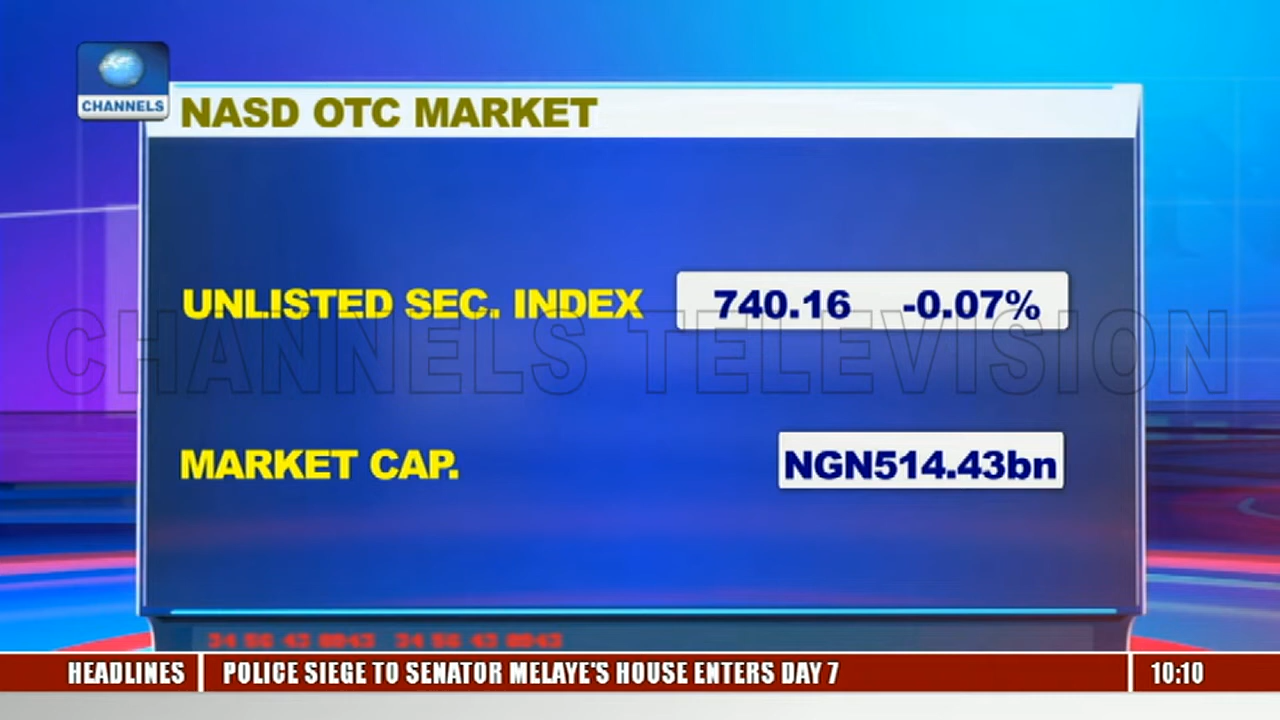 CHANNELS
NASD OTC MARKET
UNLISTED SEC. INDEX 740.16 -0.07%
CHANNELS TELEVISION
MARKET CAP. NGN514.43bn
HEADLINES POLICE SIEGE TO SENATOR MELAYE'S HOUSE ENTERS DAY 7 10:10